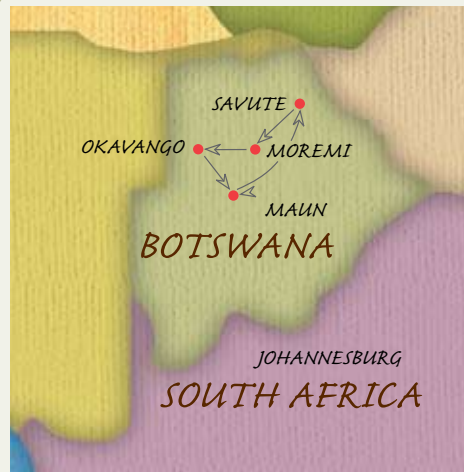 SAVUTE
OKAVANGO
MOREMI
MAUN
BOTSWANA
JOHANNESBURG
SOUTH AFRICA